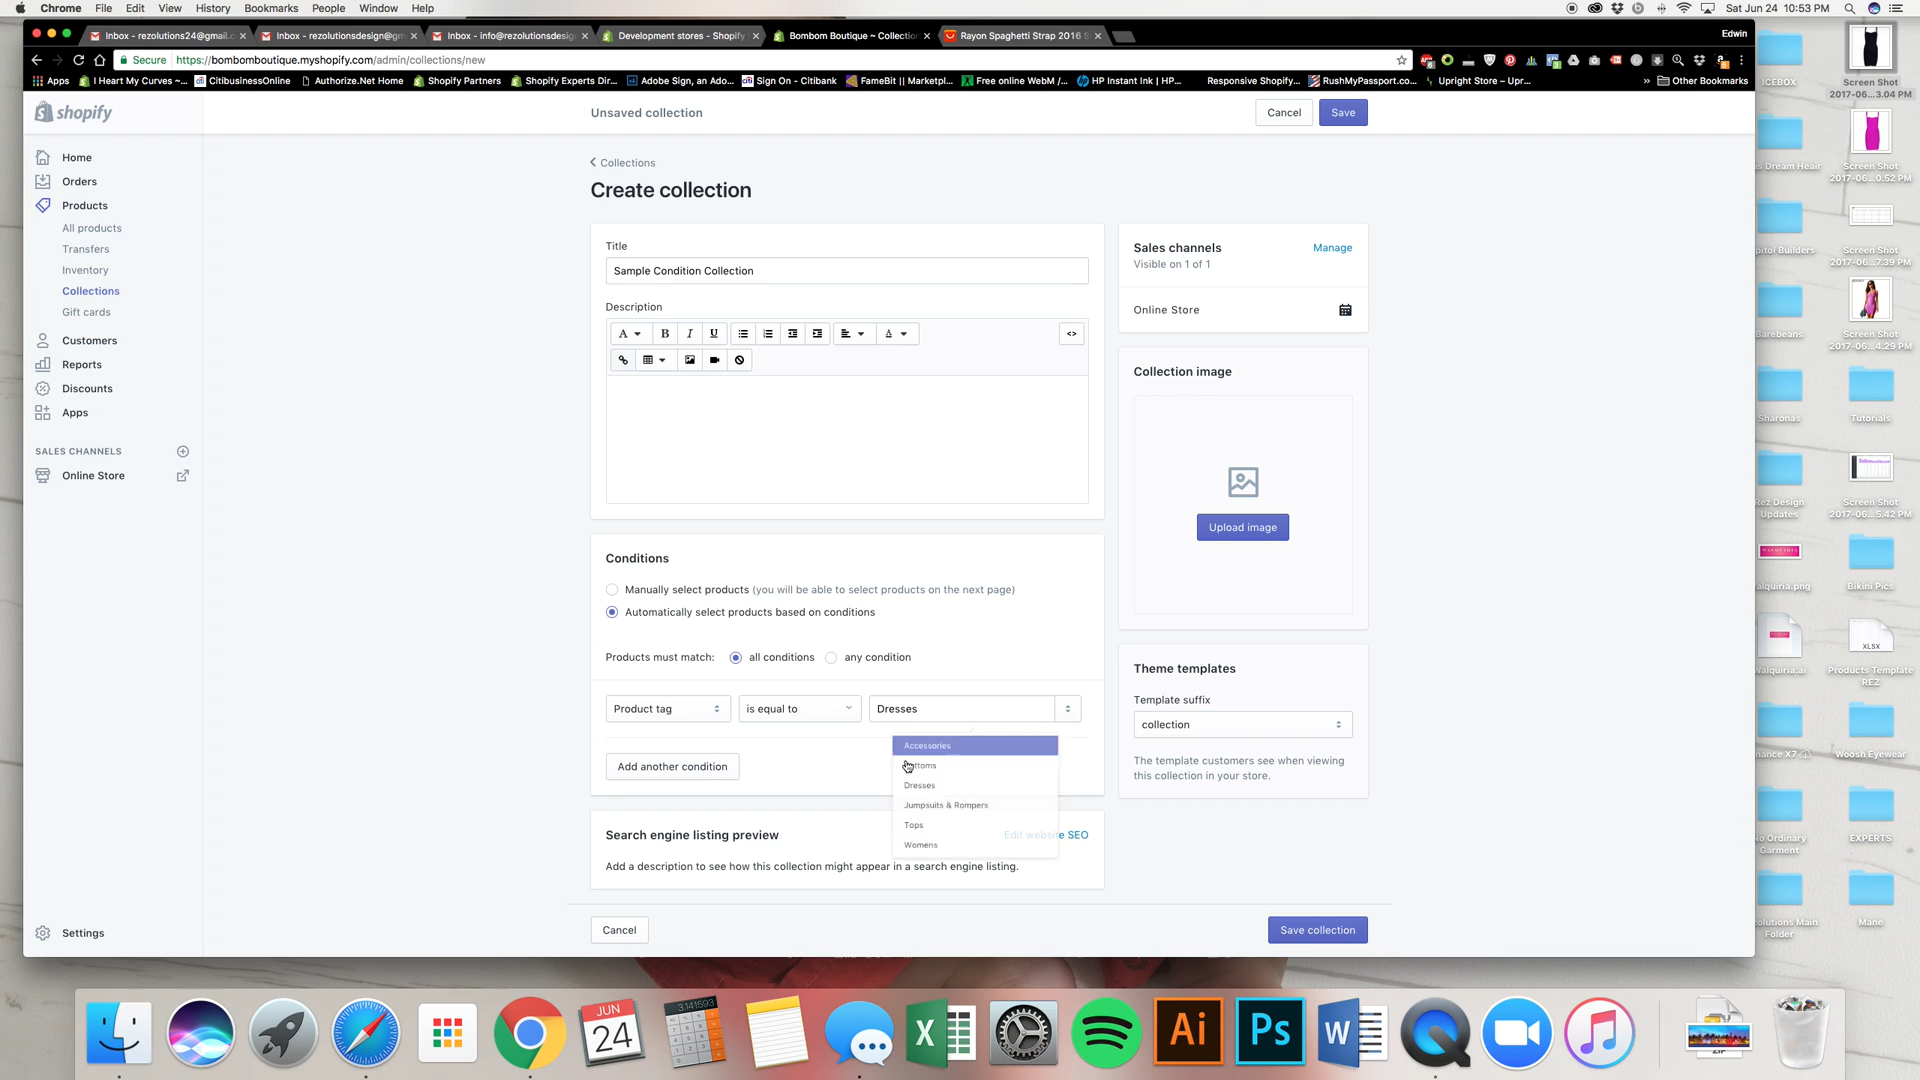 Chrome File Edit View History Bookmarks People Window Help Sat Jun 24 10:53 PM
Inbox - rezolutions24@gmail.c Inbox - rezolutionsdesign@gm Inbox - info@rezolutionsdesig Development stores - Shopify Bombom Boutique ~ Collection Rayon Spaghetti Strap 2016 S Edwin
Secure https://bombomboutique.myshopify.com/admin/collections/new
Apps I Heart My Curves ~... CitibusinessOnline Authorize.Net Home Shopify Partners Shopify Experts Dir... Adobe Sign, an Ado... Sign On - Citibank FameBit || Marketpl... Free online WebM /... HP Instant Ink | HP... Responsive Shopify... RushMyPassport.co... Upright Store – Upr... » Other Bookmarks
shopify
Unsaved collection
Cancel
Save
Home
Orders
Products
All products
Transfers
Inventory
Collections
Gift cards
Customers
Reports
Discounts
Apps
SALES CHANNELS
Online Store
Settings
Collections
Create collection
Title
Sample Condition Collection
Description
A B I U A <>
Conditions
Manually select products (you will be able to select products on the next page)
Automatically select products based on conditions
Products must match: all conditions any condition
Product tag is equal to Dresses
Accessories
ttoms
Dresses
Jumpsuits & Rompers
Tops
Womens
Add another condition
Search engine listing preview
Edit website SEO
Add a description to see how this collection might appear in a search engine listing.
Cancel
Save collection
Sales channels
Manage
Visible on 1 of 1
Online Store
Collection image
Upload image
Theme templates
Template suffix
collection
The template customers see when viewing
this collection in your store.
ICEBOX
Screen Shot
2017-06...3.04 PM
s Dream Heair
Screen Shot
2017-06...0.52 PM
pitol Builders
Screen Shot
2017-06...7.39 PM
Barebeans
Screen Shot
2017-06...4.29 PM
Sharonas
Tutorials
Rez Design
Updates
Screen Shot
2017-06...5.42 PM
alquiria.png
Bikini Pics
Walquiria.ai
XLSX
Products Template
REZ
nance X7
Woosh Eyewear
o Ordinary
Garment
EXPERTS
olutions Main
Folder
Mane
JUN
24
3.141593
X
Ai
Ps
W
ZIP